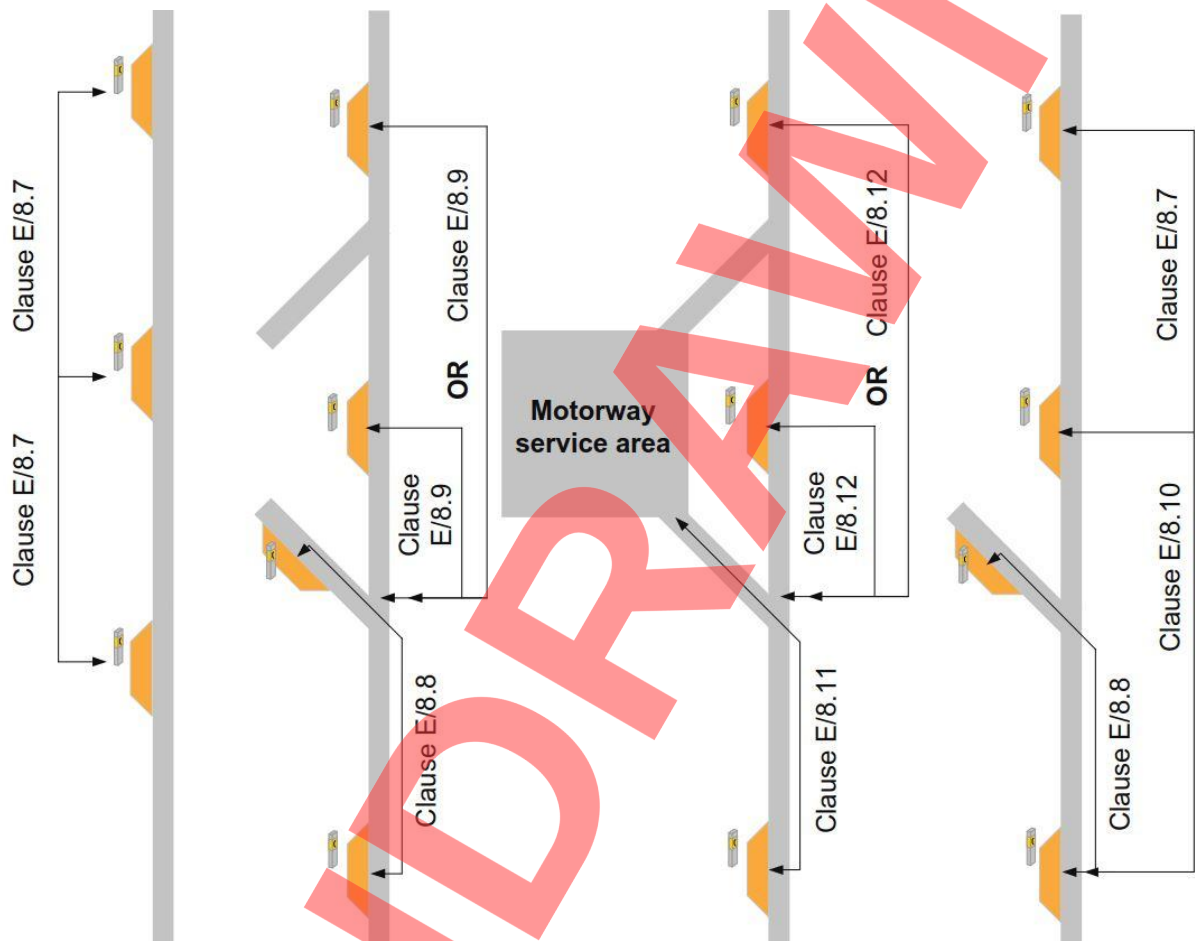 Clause E/8.7
Clause E/8.7
Clause E/8.9
OR
Clause
E/8.9
Clause E/8.8
Motorway
service area
Clause E/8.12
OR
Clause
E/8.12
Clause E/8.11
Clause E/8.7
Clause E/8.10
Clause E/8.8